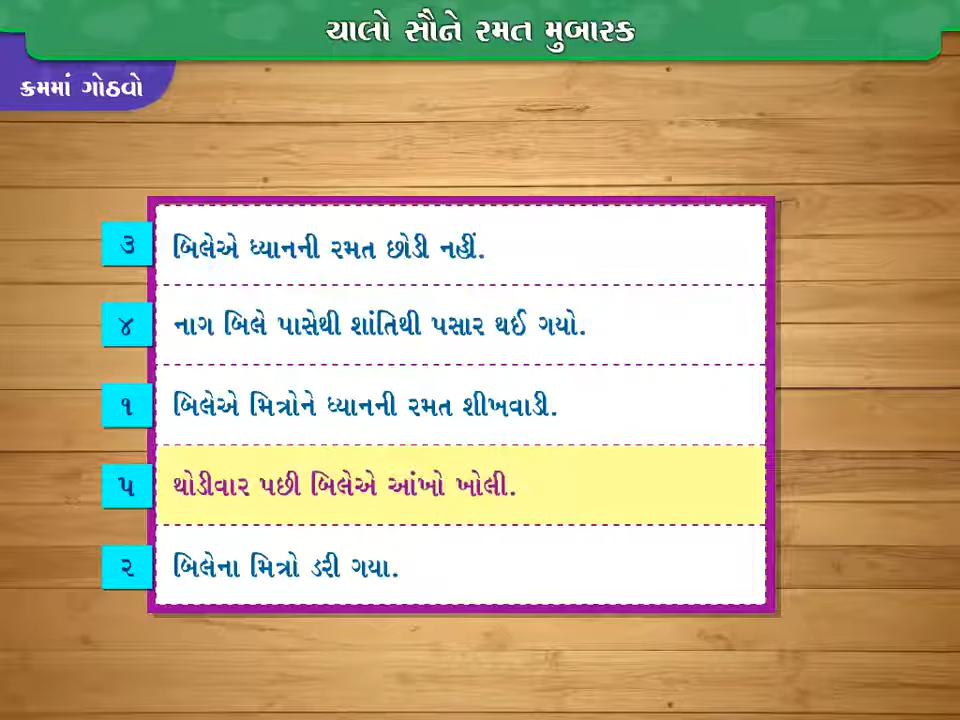 ચાલો સૌને રમત મુબારક
ક્રમમાં ગોઠવો
૩ બિલેએ ધ્યાનની રમત છોડી નહીં.
૪ નાગ બિલે પાસેથી શાંતિથી પસાર થઈ ગયો.
૧ બિલેએ મિત્રોને ધ્યાનની રમત શીખવાડી.
૫ થોડીવાર પછી બિલેએ આંખો ખોલી.
૨ બિલેના મિત્રો ડરી ગયા.